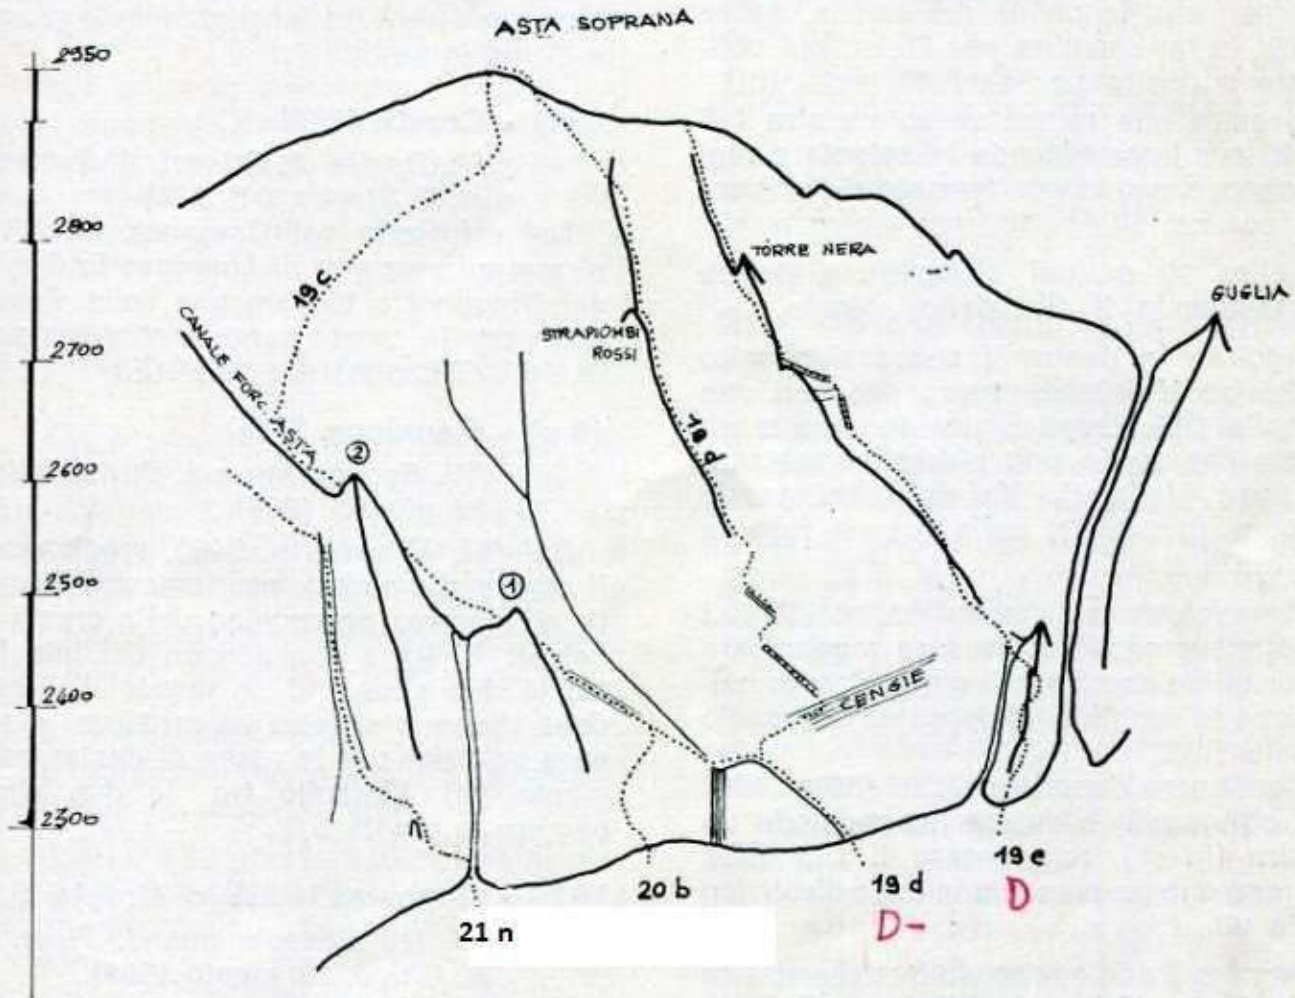 ASTA SOPRANA
2950
2800
2700
2600
2500
2400
2300
19c
CANALE FORC. ASTA
2
1
STRAPIOMBI
ROSSI
TORRE NERA
GUGLIA
19 d
CENGIE
21 n
20 b
19 d
D-
19 e
D